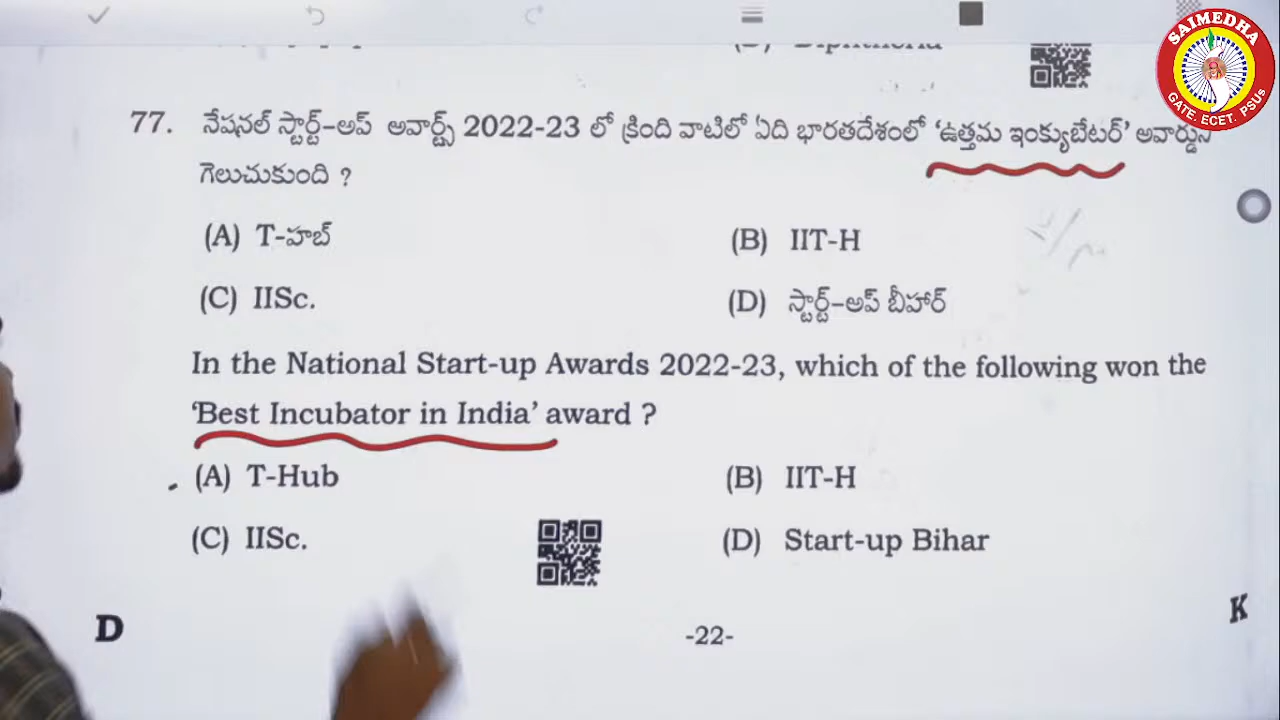 SAIMEDHA
GATE. ECET. PSUs
77. నేషనల్ స్టార్ట్-అప్ అవార్డ్స్ 2022-23 లో క్రింది వాటిలో ఏది భారతదేశంలో 'ఉత్తమ ఇంక్యుబేటర్' అవార్డును
గెలుచుకుంది ?
(A) T-హబ్ (B) IIT-H
(C) IISc. (D) స్టార్ట్-అప్ బీహార్
In the National Start-up Awards 2022-23, which of the following won the
'Best Incubator in India' award ?
(A) T-Hub (B) IIT-H
(C) IISc. (D) Start-up Bihar
D -22- K